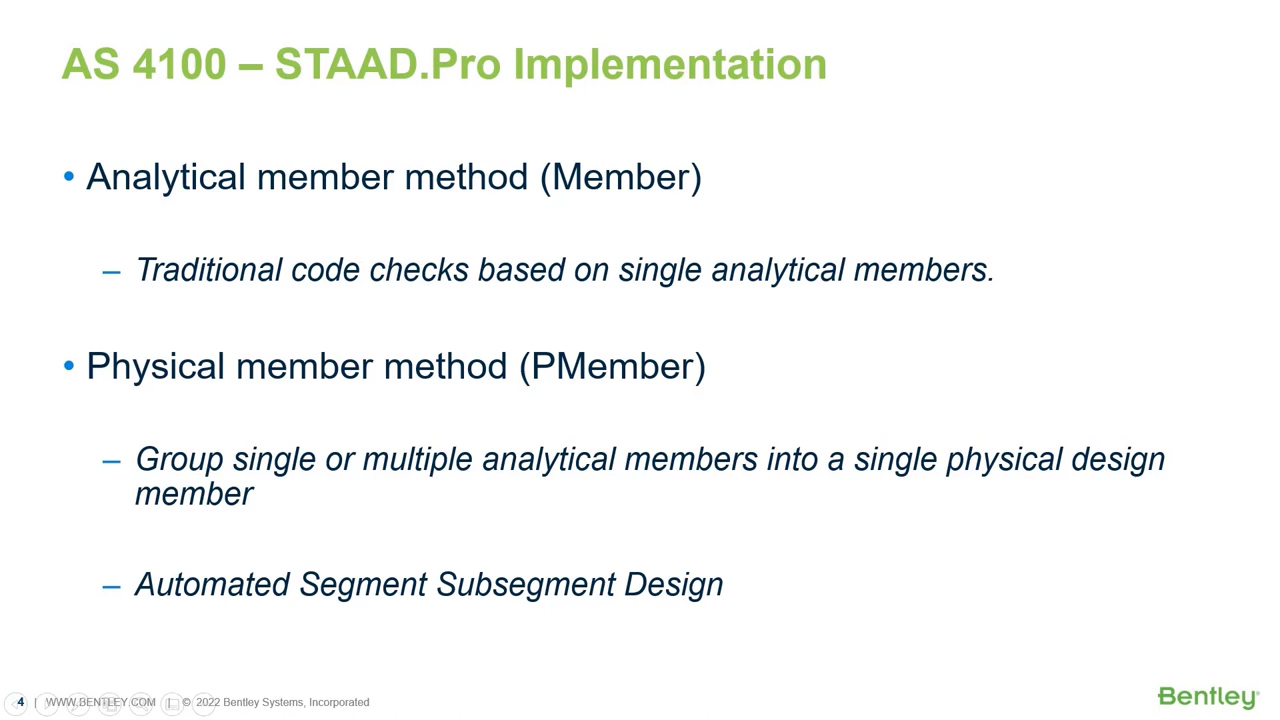 AS 4100 – STAAD.Pro Implementation
• Analytical member method (Member)
– Traditional code checks based on single analytical members.
• Physical member method (PMember)
– Group single or multiple analytical members into a single physical design
member
– Automated Segment Subsegment Design
4 | WWW.BENTLEY.COM | © 2022 Bentley Systems, Incorporated
Bentley®